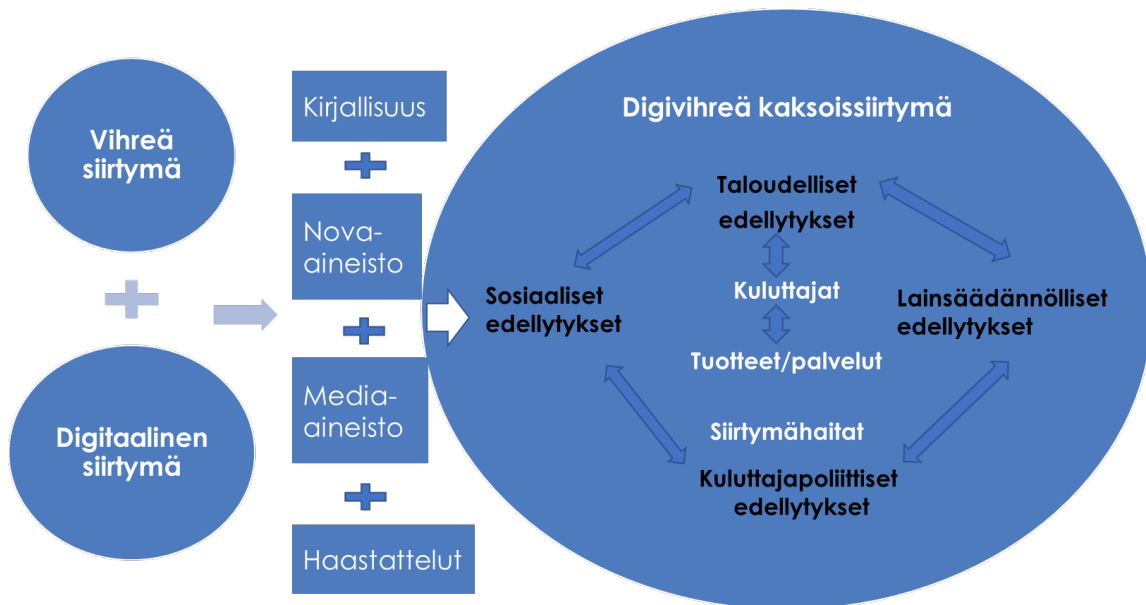 Vihreä
siirtymä
Digitaalinen
siirtymä
Kirjallisuus
Nova-
aineisto
Media-
aineisto
Haastattelut
Digivihreä kaksoissiirtymä
Taloudelliset
edellytykset
Sosiaaliset
edellytykset
Kuluttajat
Lainsäädännölliset
edellytykset
Tuotteet/palvelut
Siirtymähaitat
Kuluttajapoliittiset
edellytykset